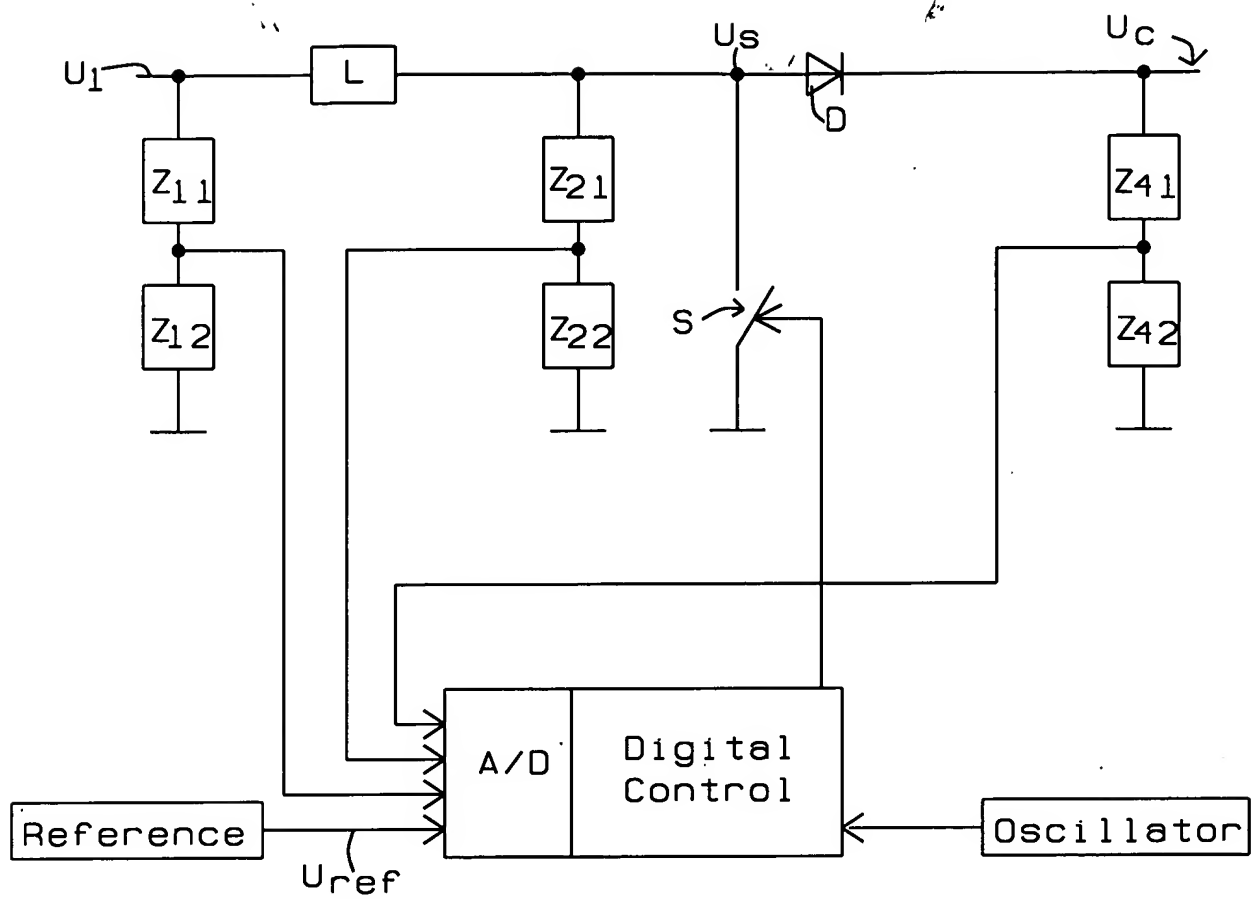 U1
L
Us
D
Uc
Z11
Z21
Z41
Z12
Z22
S
Z42
A/D
Digital
Control
Reference
Uref
Oscillator